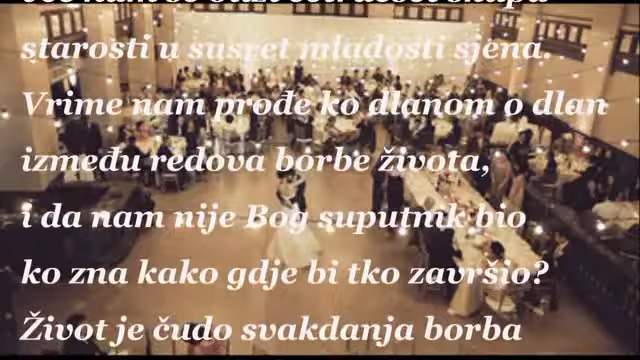 starosti u susret mladosti sjena.
Vrime nam prođe ko dlanom o dlan
između redova borbe života,
i da nam nije Bog suputnik bio
ko zna kako gdje bi tko završio?
Život je čudo svakdanja borba